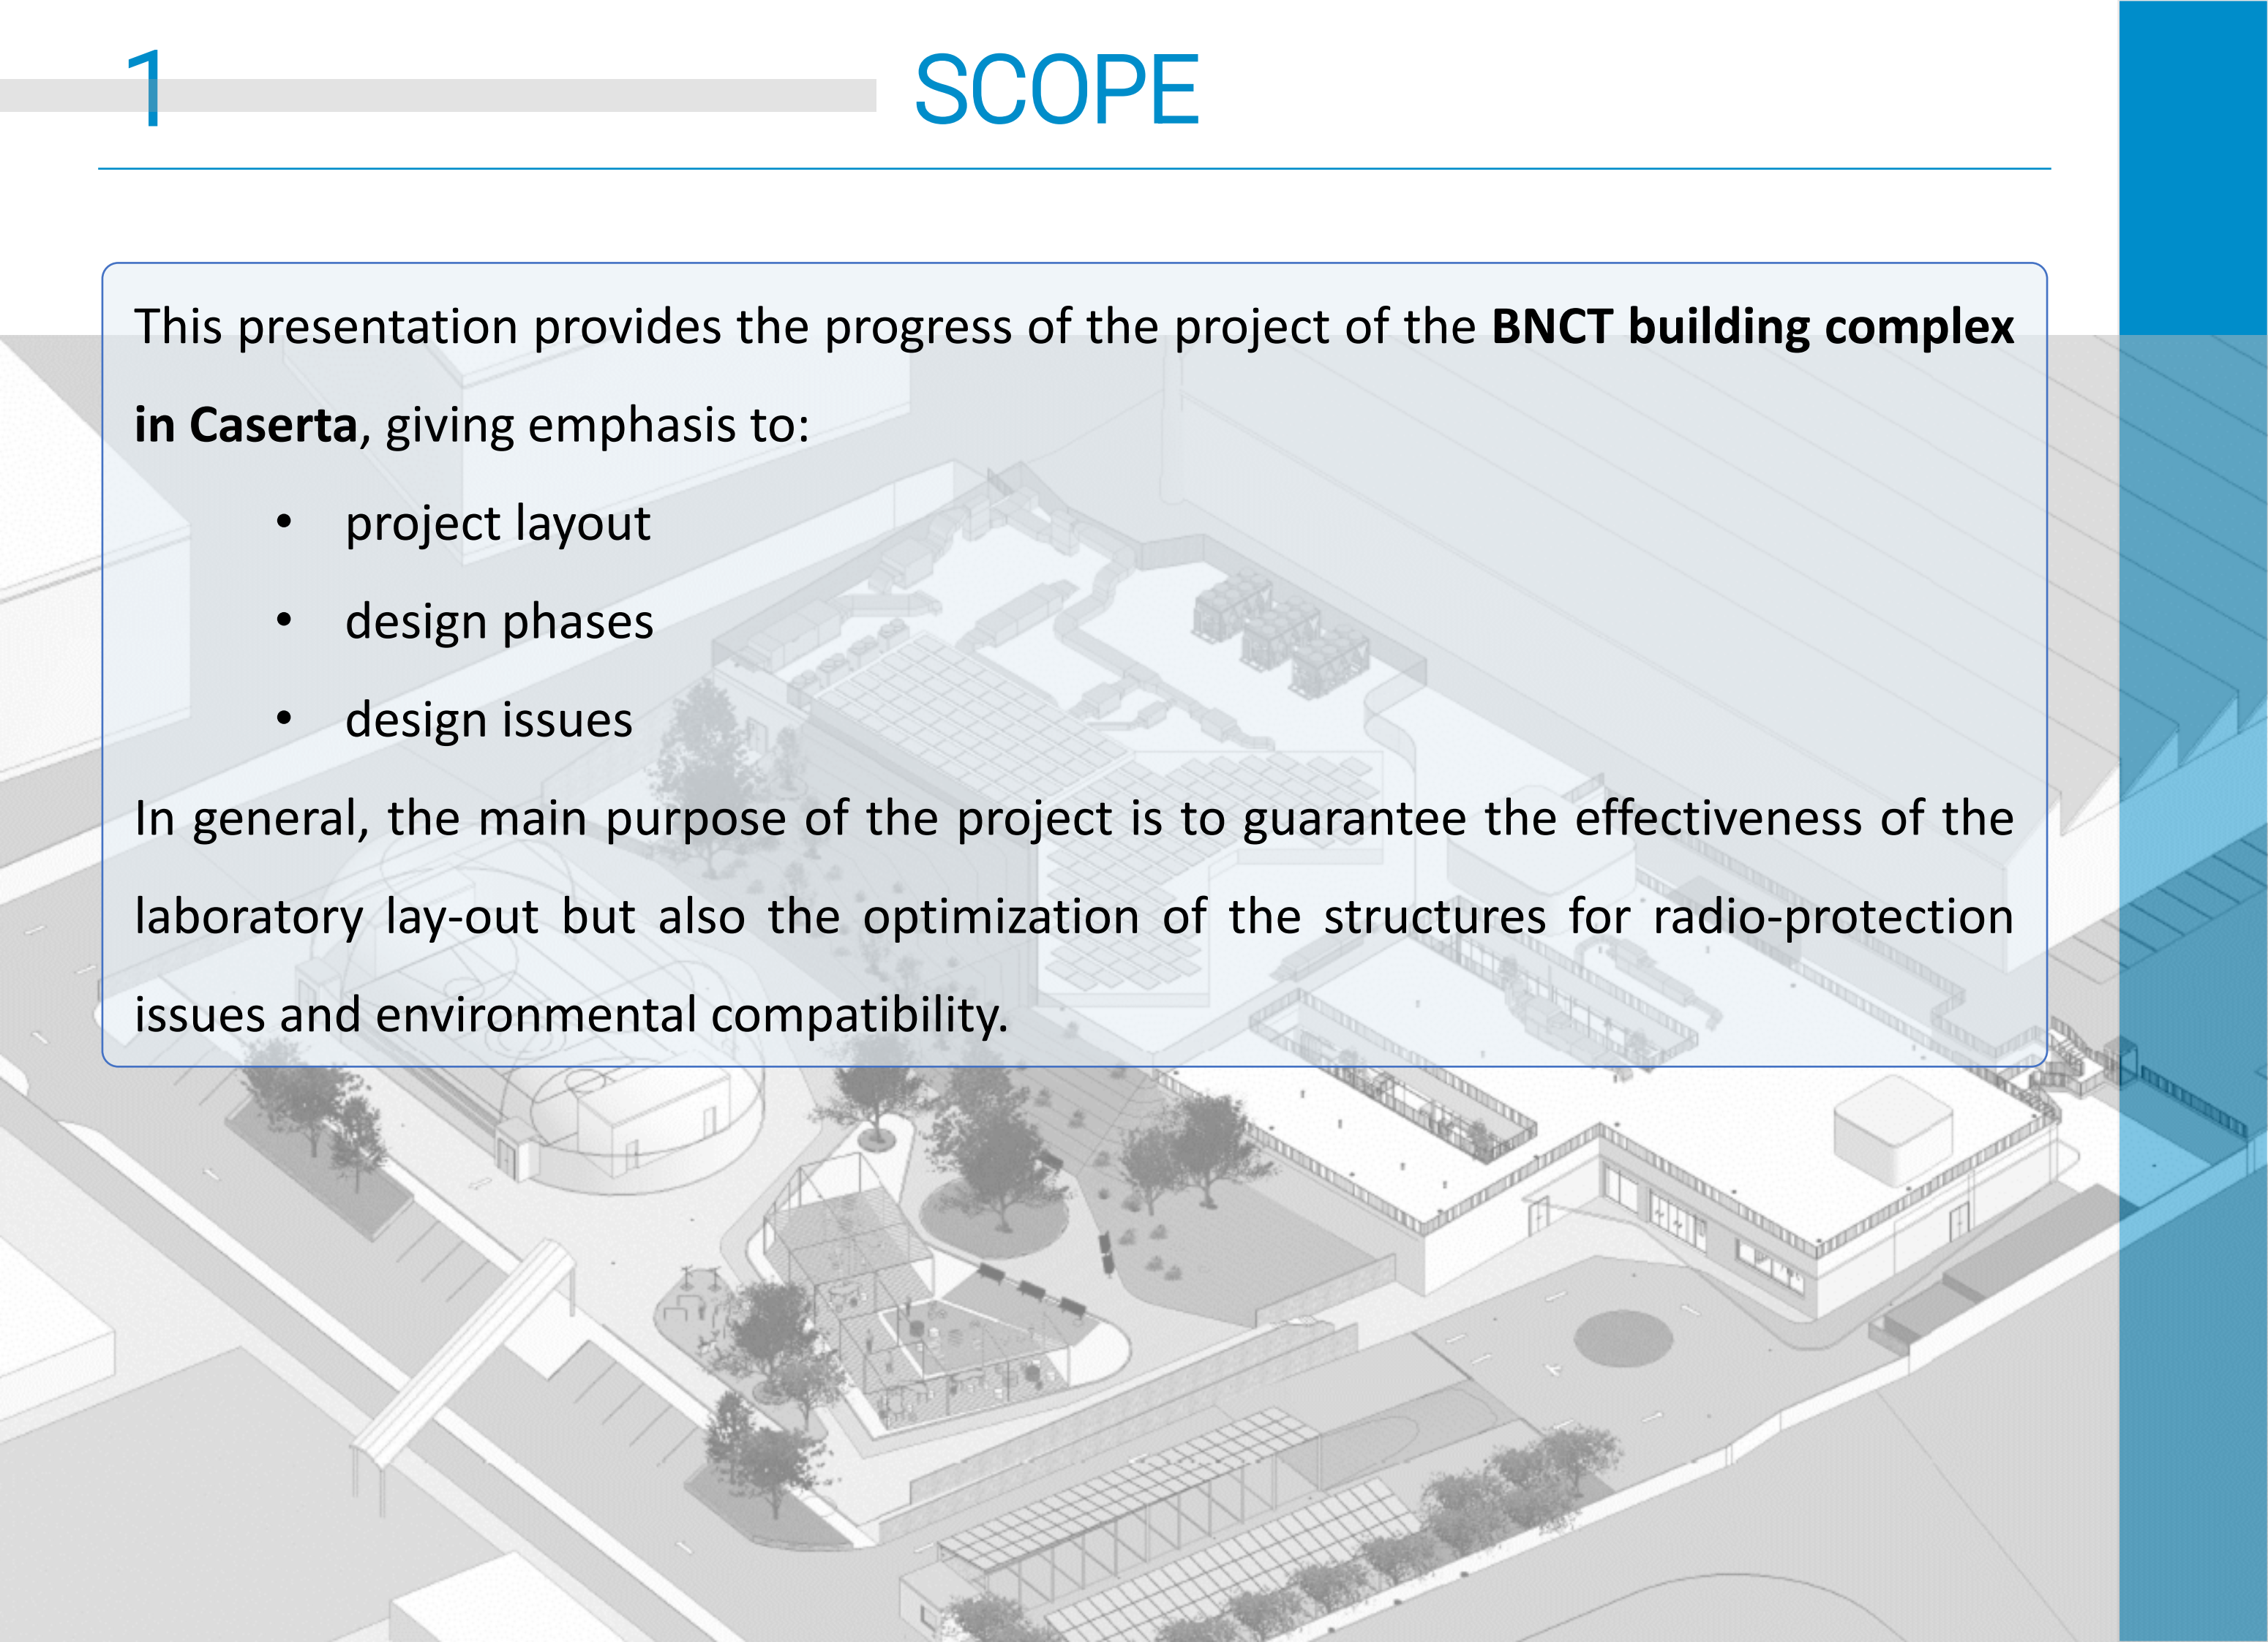 1
SCOPE
This presentation provides the progress of the project of the BNCT building complex
in Caserta, giving emphasis to:
• project layout
• design phases
• design issues
In general, the main purpose of the project is to guarantee the effectiveness of the
laboratory lay-out but also the optimization of the structures for radio-protection
issues and environmental compatibility.